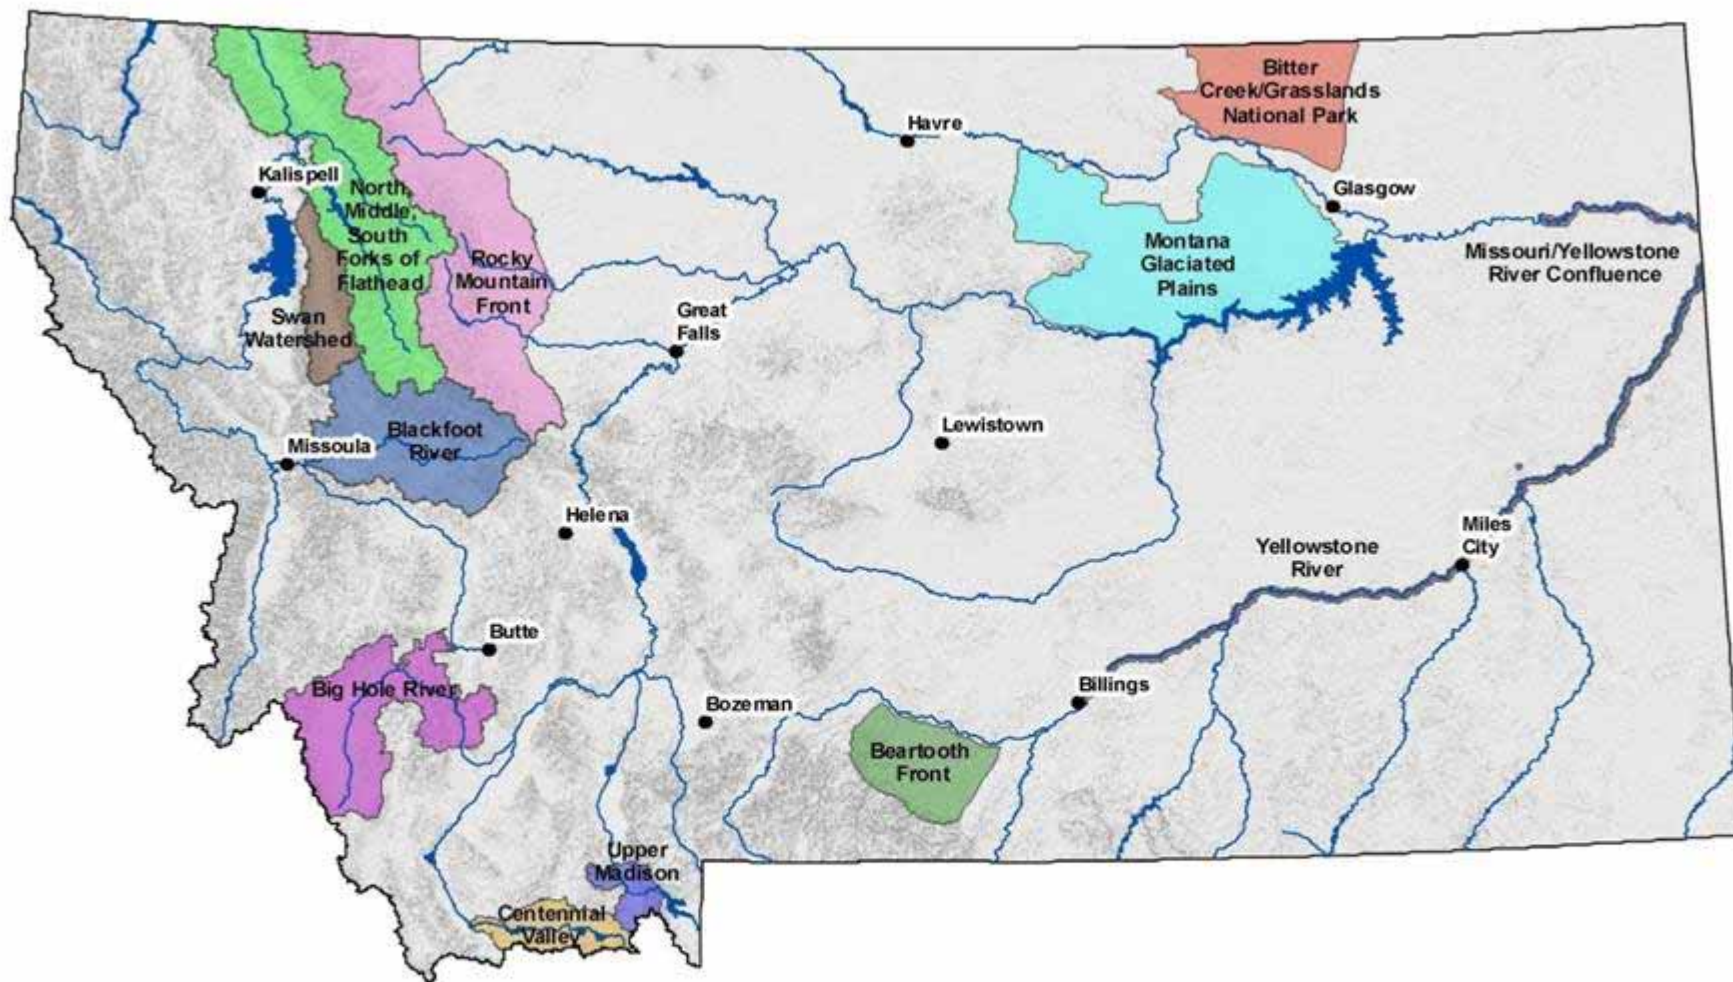 Bitter
Creek/Grasslands
National Park
Havre
Kalispell
North,
Middle,
South
Forks of
Flathead
Glasgow
Rocky
Mountain
Front
Montana
Glaciated
Plains
Missouri/Yellowstone
River Confluence
Swan
Watershed
Great
Falls
Blackfoot
River
Missoula
Lewistown
Helena
Miles
City
Yellowstone
River
Butte
Big Hole River
Bozeman
Billings
Beartooth
Front
Upper
Madison
Centennial
Valley